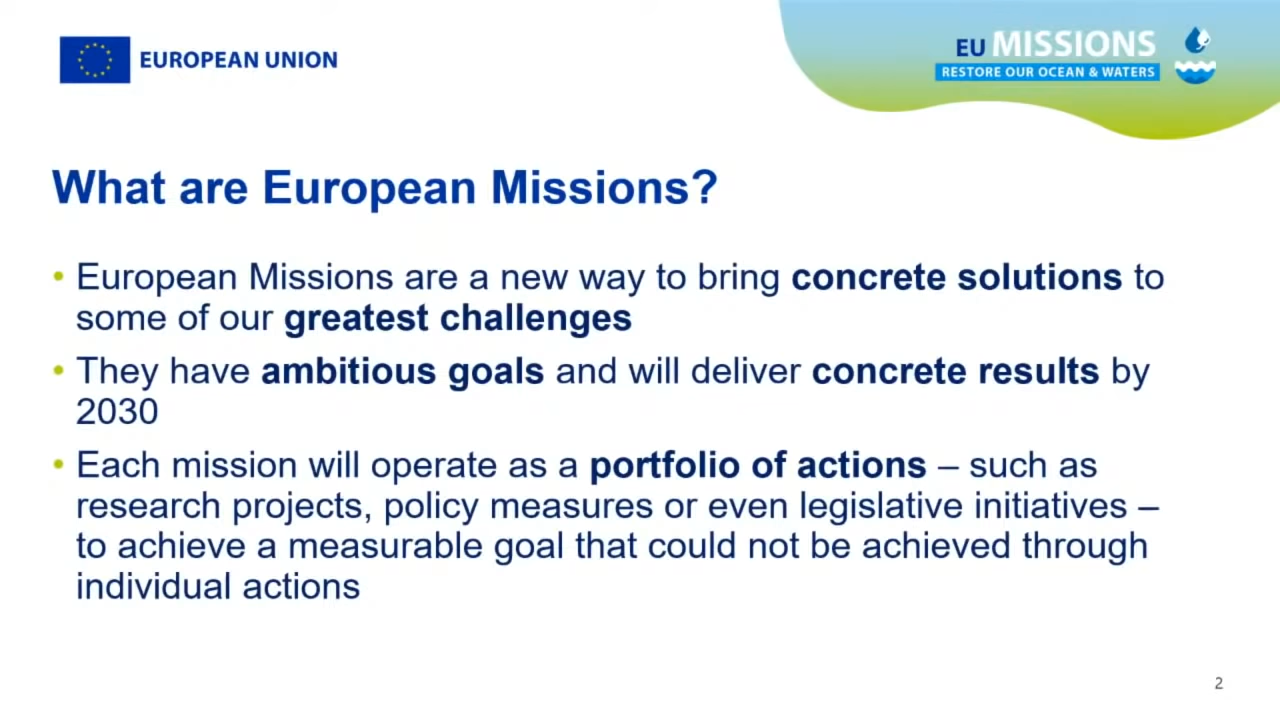 EUROPEAN UNION
EU MISSIONS
RESTORE OUR OCEAN & WATERS
What are European Missions?
• European Missions are a new way to bring concrete solutions to
some of our greatest challenges
• They have ambitious goals and will deliver concrete results by
2030
• Each mission will operate as a portfolio of actions – such as
research projects, policy measures or even legislative initiatives –
to achieve a measurable goal that could not be achieved through
individual actions
2